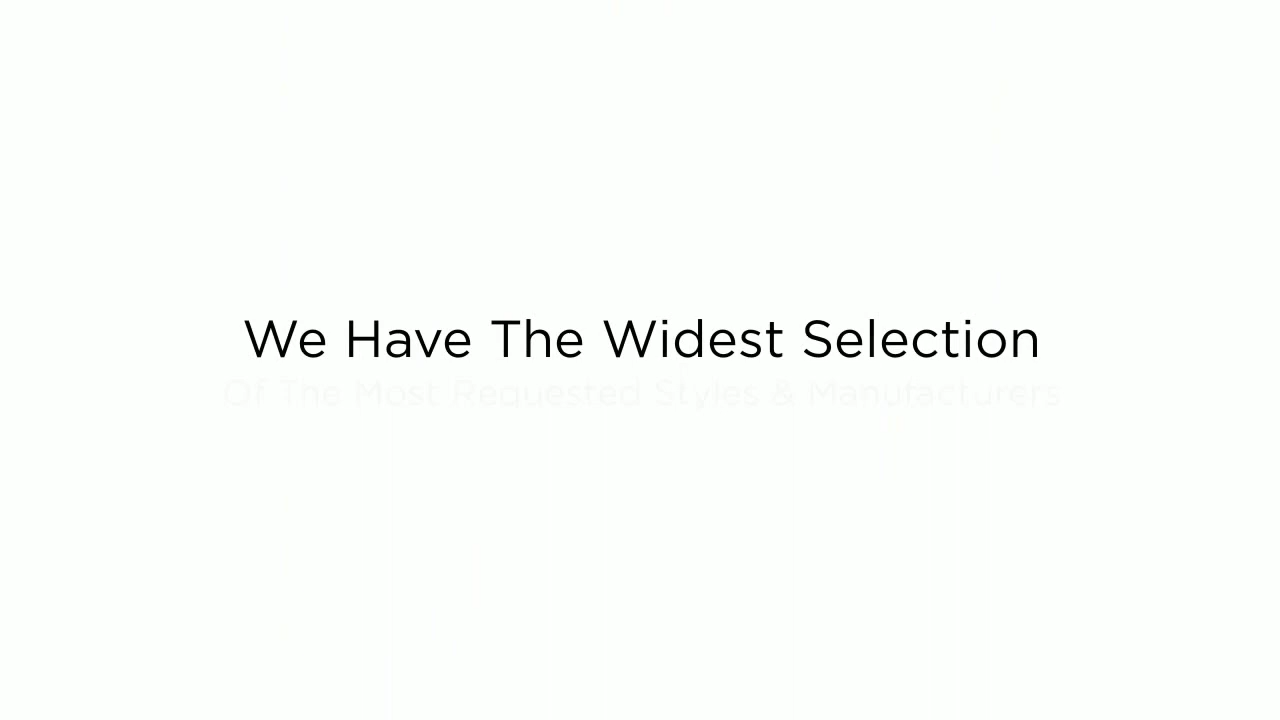 We Have The Widest Selection
Of The Most Requested Styles & Manufacturers